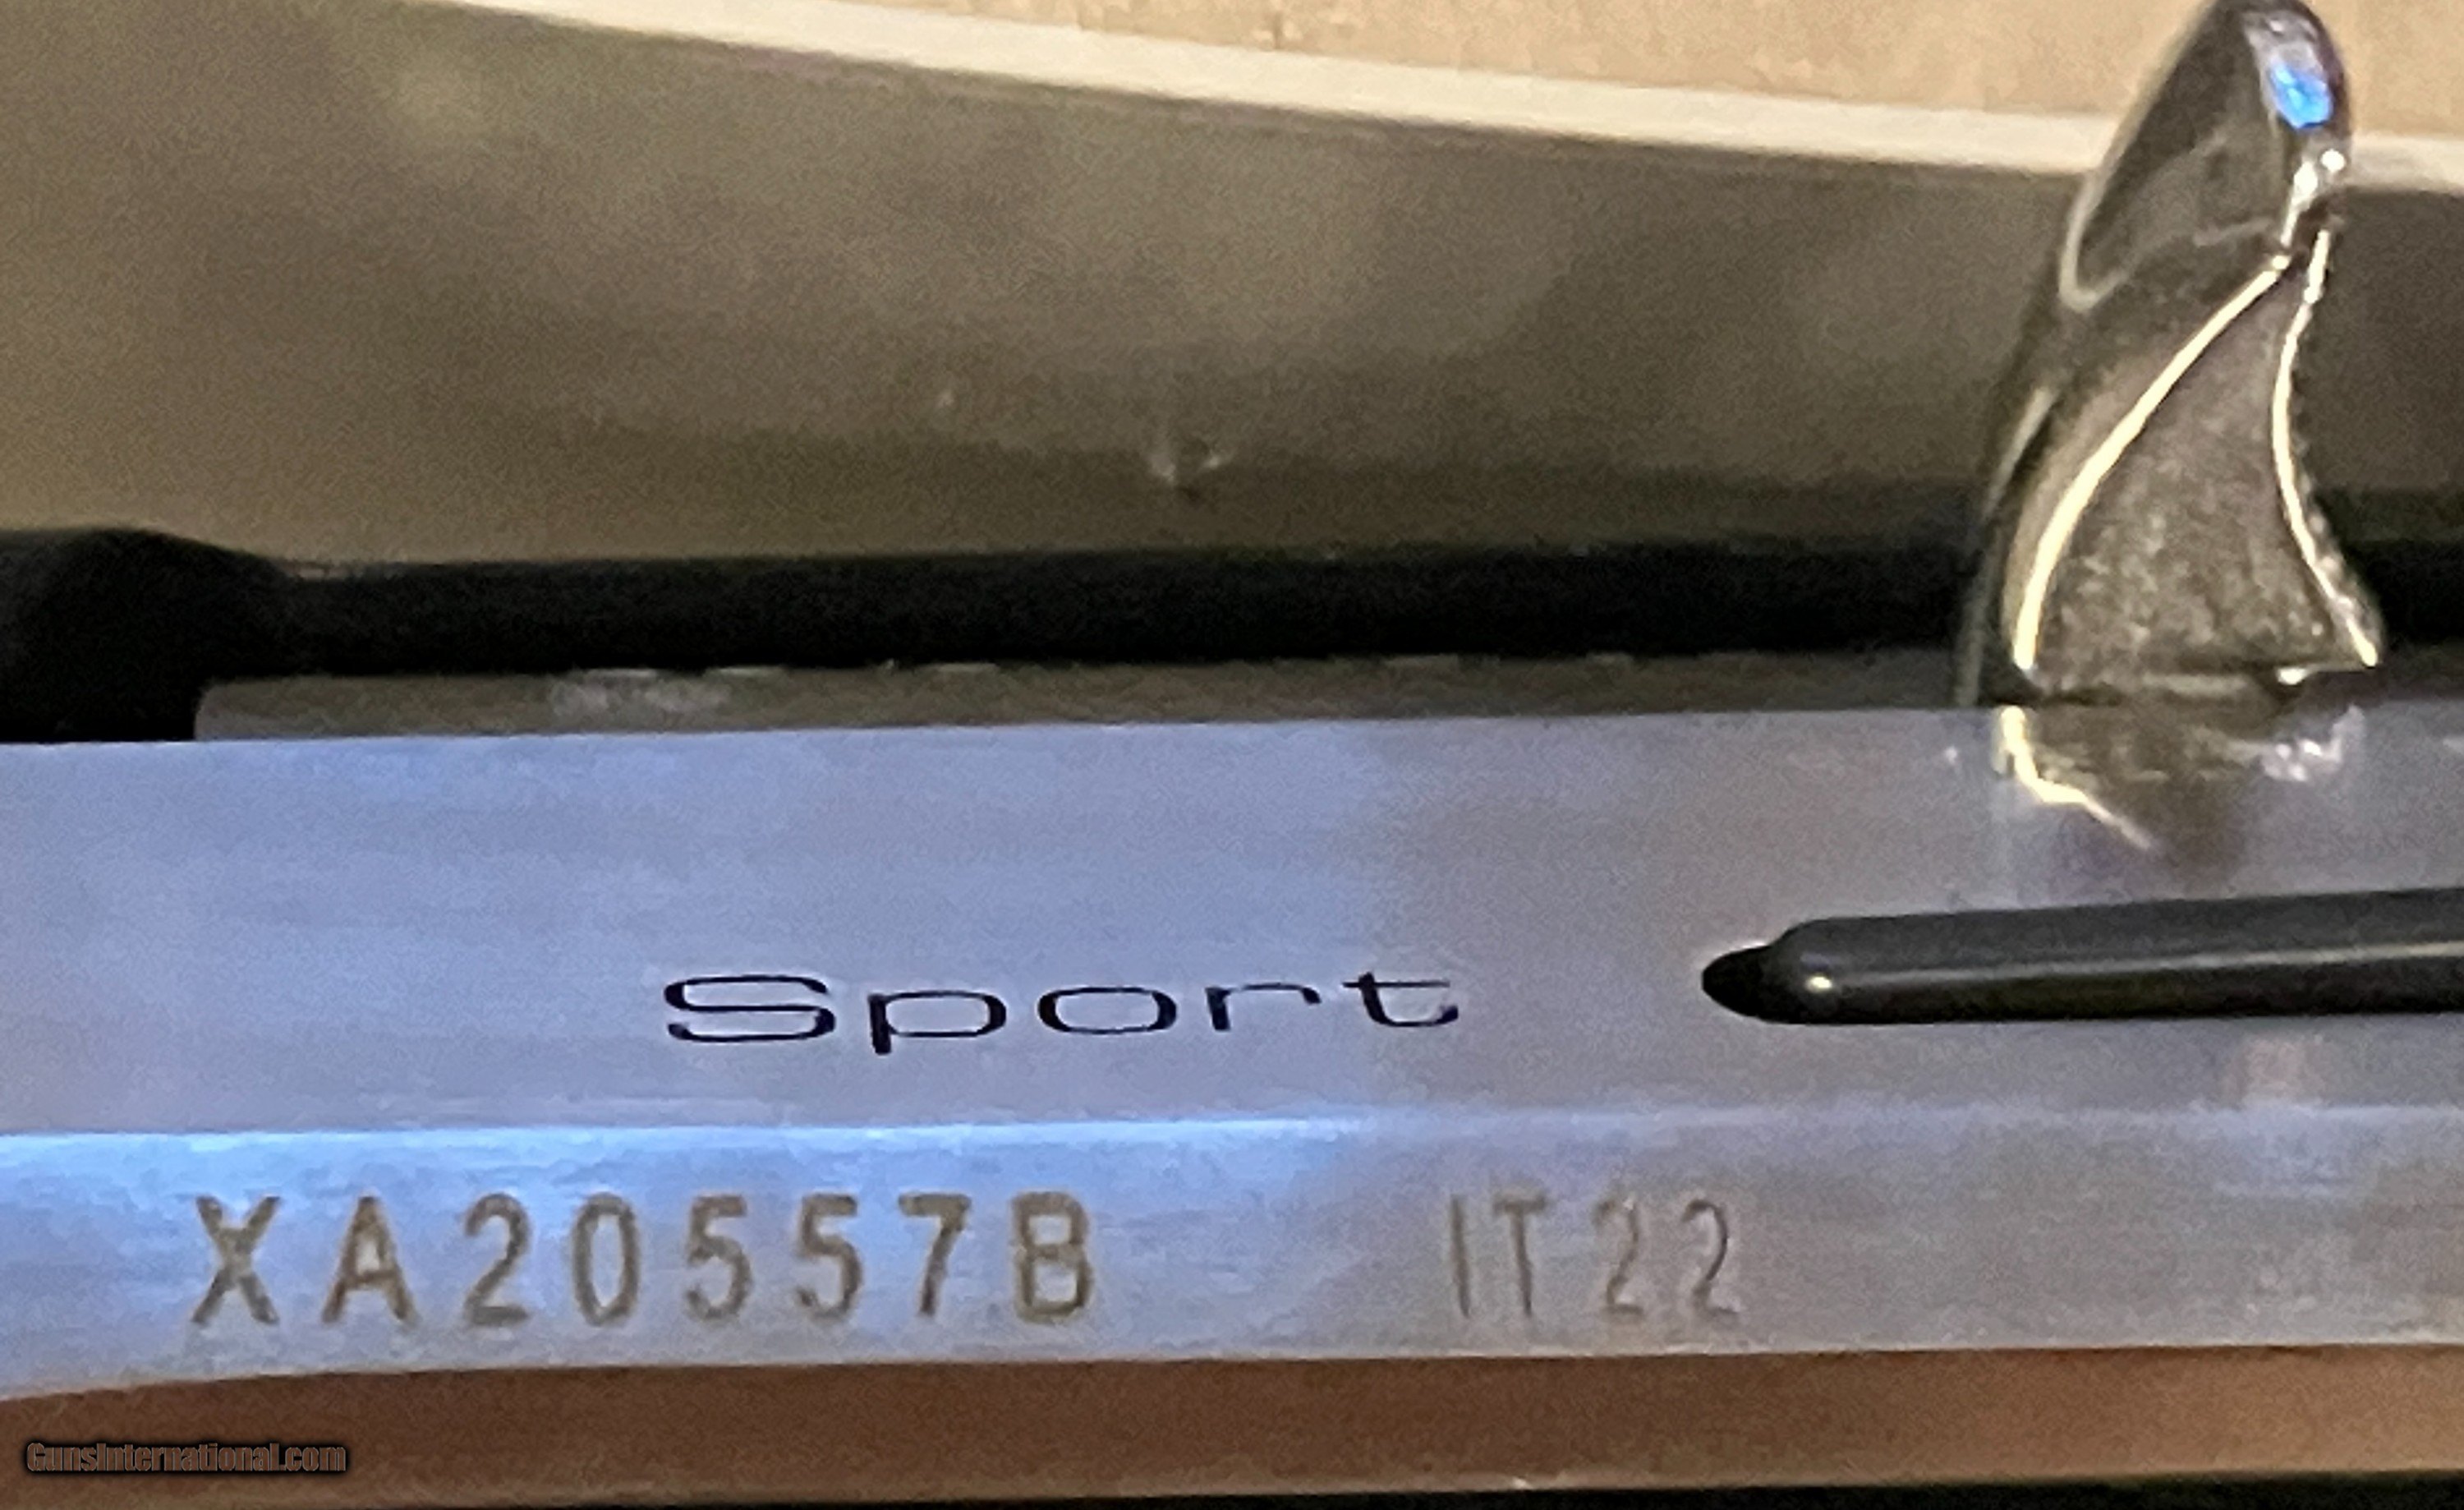 Sport
XA20557B IT22
GunsInternational.com